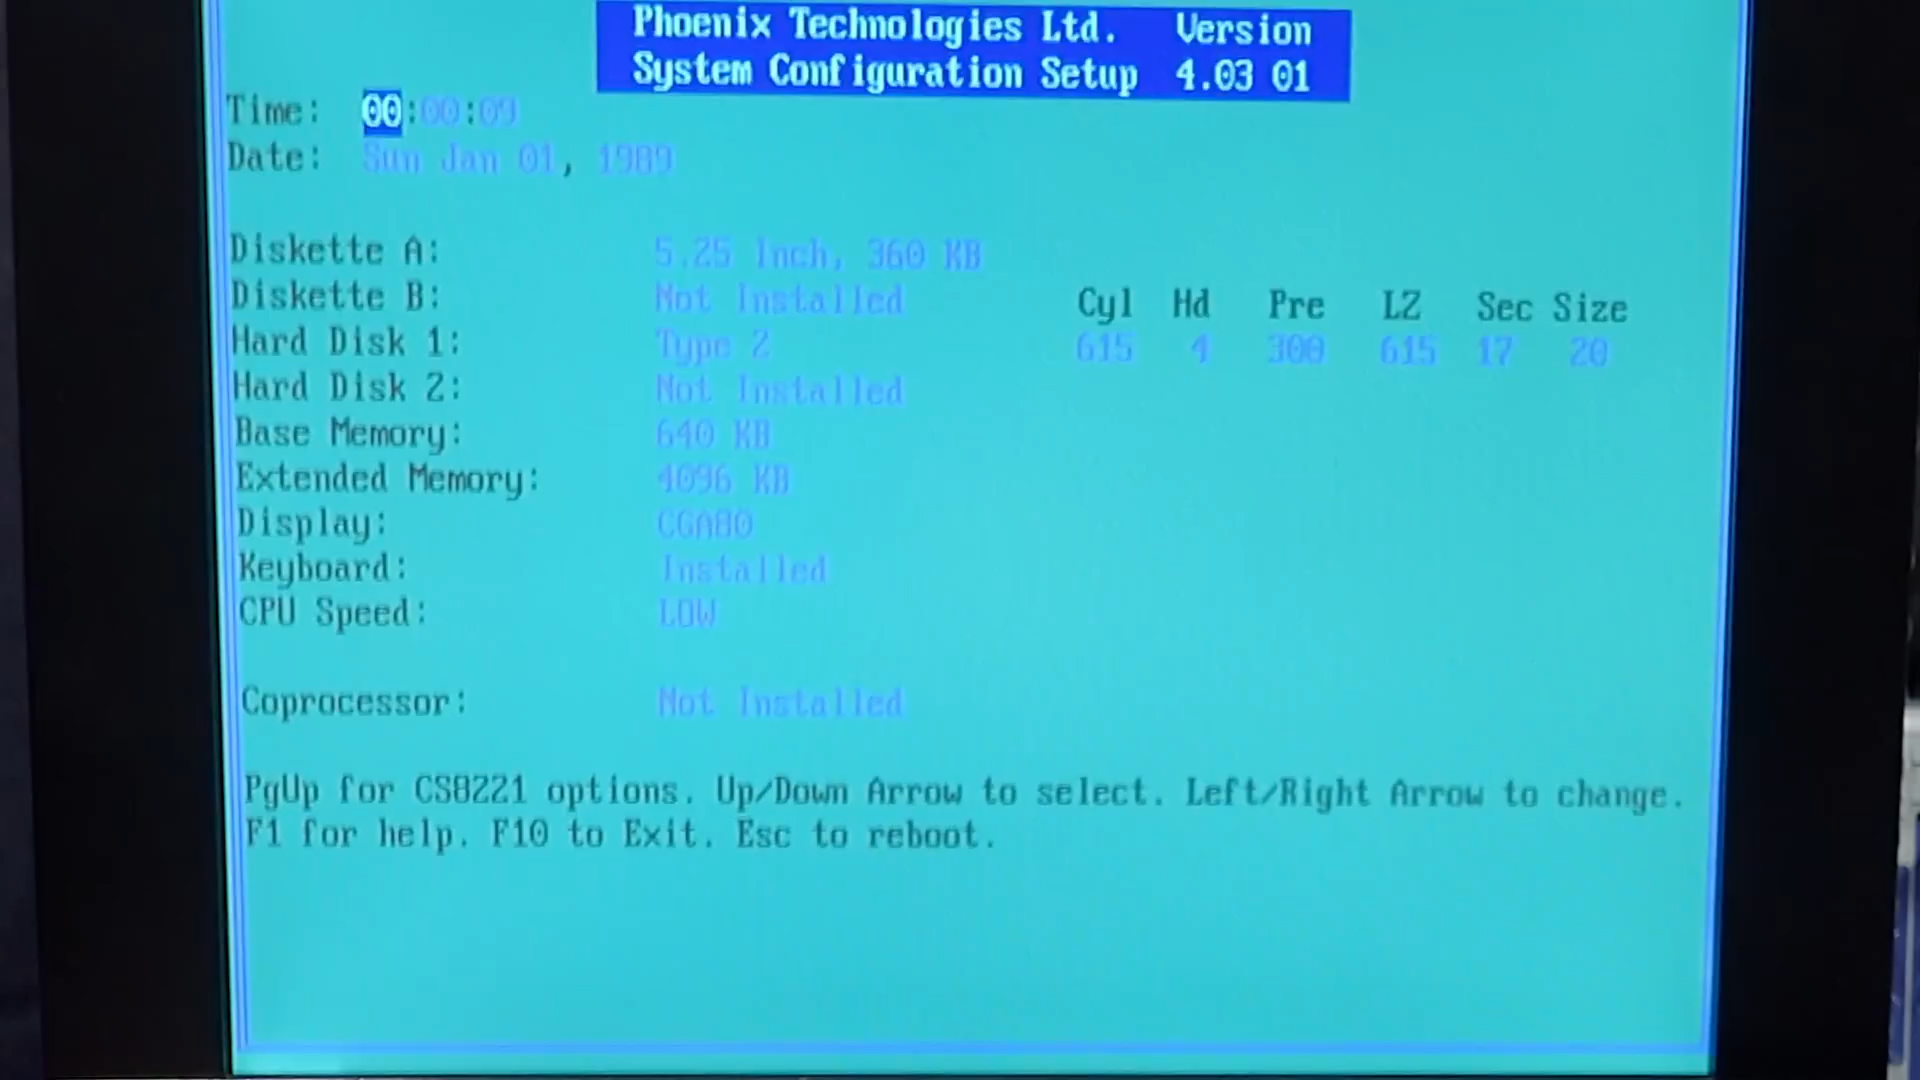 Phoenix Technologies Ltd. Version
System Configuration Setup 4.03 01
Time: 00:00:09
Date: Sun Jan 01, 1989
Diskette A: 5.25 Inch, 360 KB
Diskette B: Not Installed Cyl Hd Pre LZ Sec Size
Hard Disk 1: Type 2 615 4 300 615 17 20
Hard Disk 2: Not Installed
Base Memory: 640 KB
Extended Memory: 4096 KB
Display: CGA80
Keyboard: Installed
CPU Speed: LOW
Coprocessor: Not Installed
PgUp for CS8221 options. Up/Down Arrow to select. Left/Right Arrow to change.
F1 for help. F10 to Exit. Esc to reboot.